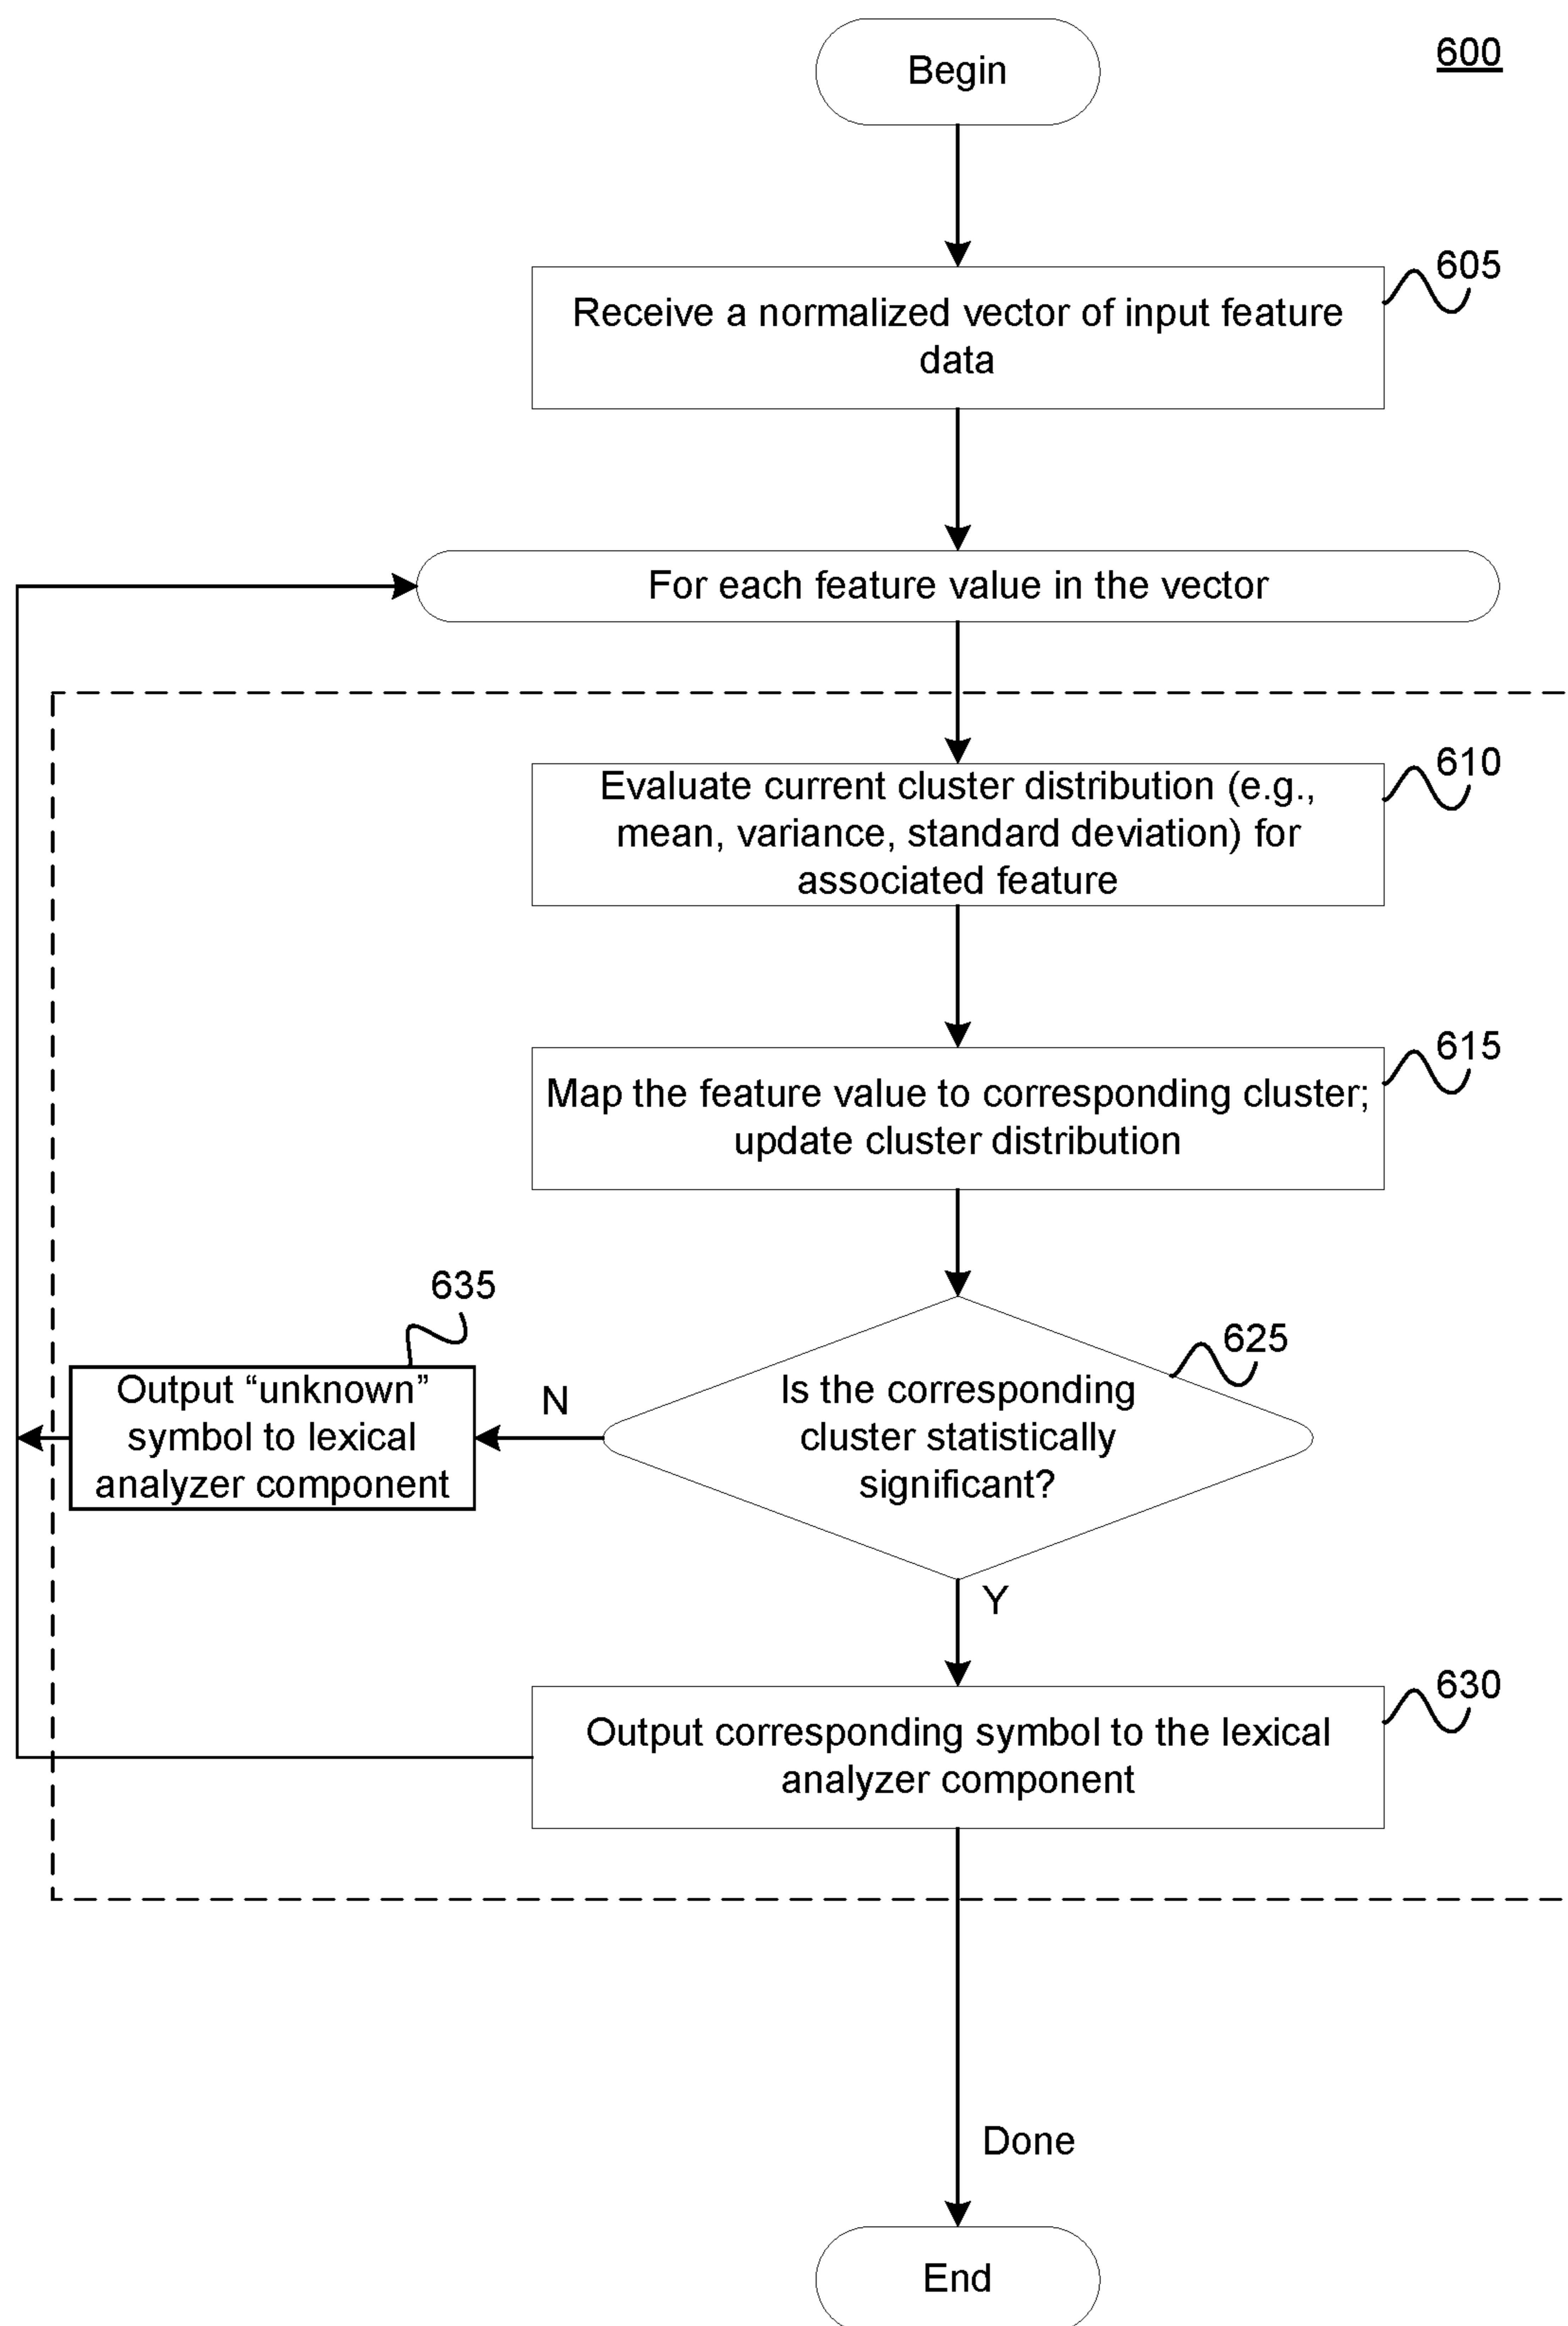 Begin
600
605
Receive a normalized vector of input feature
data
For each feature value in the vector
610
Evaluate current cluster distribution (e.g.,
mean, variance, standard deviation) for
associated feature
615
Map the feature value to corresponding cluster;
update cluster distribution
635
625
Output “unknown”
symbol to lexical
analyzer component
N
Is the corresponding
cluster statistically
significant?
Y
630
Output corresponding symbol to the lexical
analyzer component
Done
End